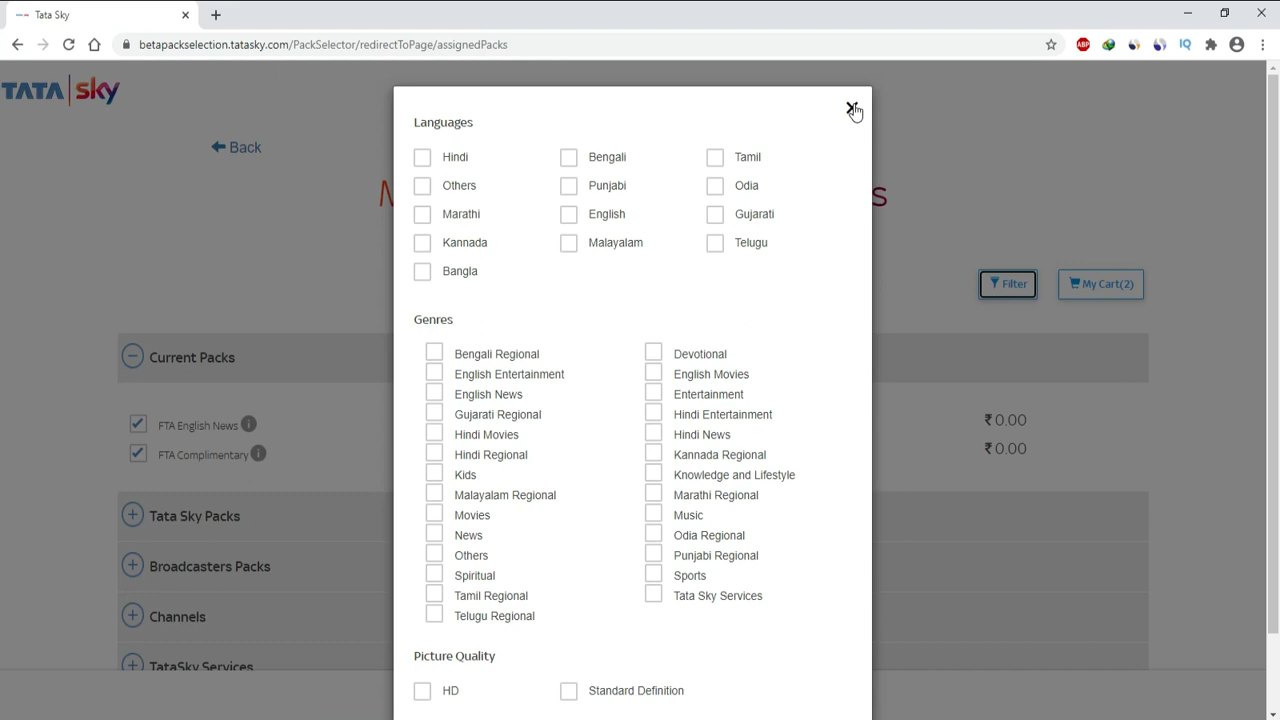 Tata Sky
betapackselection.tatasky.com/PackSelector/redirectToPage/assignedPacks
ABP
IQ
TATA sky
Back
Languages
Hindi Bengali Tamil
Others Punjabi Odia
Marathi English Gujarati
Kannada Malayalam Telugu
Bangla
Filter My Cart(2)
Genres
Current Packs
Bengali Regional Devotional
English Entertainment English Movies
English News Entertainment
Gujarati Regional Hindi Entertainment
FTA English News ₹0.00
Hindi Movies Hindi News
FTA Complimentary ₹0.00
Hindi Regional Kannada Regional
Kids Knowledge and Lifestyle
Malayalam Regional Marathi Regional
Tata Sky Packs
Movies Music
News Odia Regional
Others Punjabi Regional
Broadcasters Packs
Spiritual Sports
Tamil Regional Tata Sky Services
Channels
Telugu Regional
Picture Quality
TataSky Services
HD Standard Definition